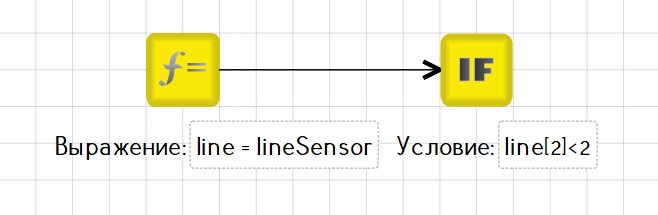 f= IF
Выражение: line = lineSensor Условие: line[2]<2